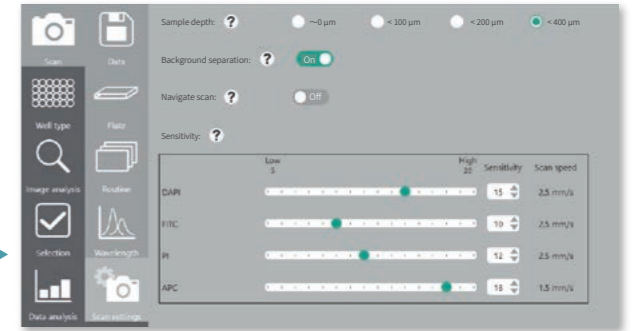 Sample depth: ? ~0 µm < 100 µm < 200 µm < 400 µm
Background separation: ? On
Navigate scan: ? Off
Sensitivity: ?
Low High Sensitivity Scan speed
5 20
DAPI 15 2.5 mm/s
FITC 10 2.5 mm/s
PI 12 2.5 mm/s
APC 18 1.5 mm/s
Scan Data
Well type Plate
Image analysis Routine
Selection Wavelength
Data analysis Scan settings